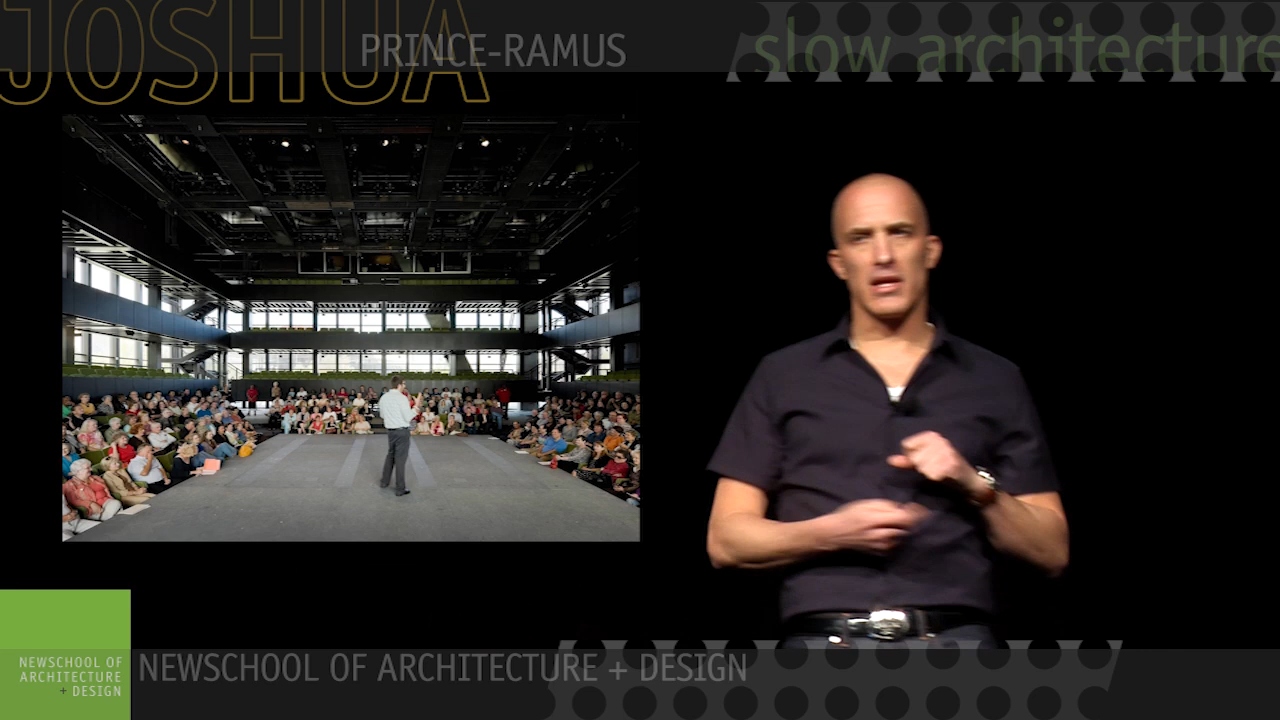 JOSHUA
PRINCE-RAMUS
slow architecture
NEWSCHOOL OF
ARCHITECTURE
+ DESIGN
NEWSCHOOL OF ARCHITECTURE + DESIGN